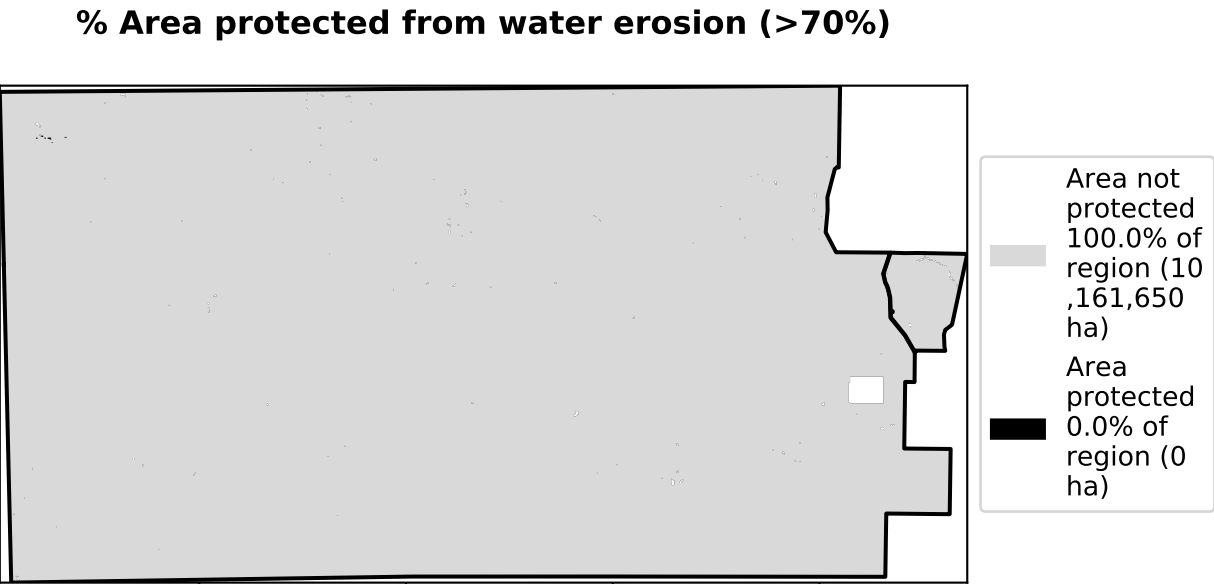 % Area protected from water erosion (>70%)
Area not
protected
100.0% of
region (10
,161,650
ha)
Area
protected
0.0% of
region (0
ha)